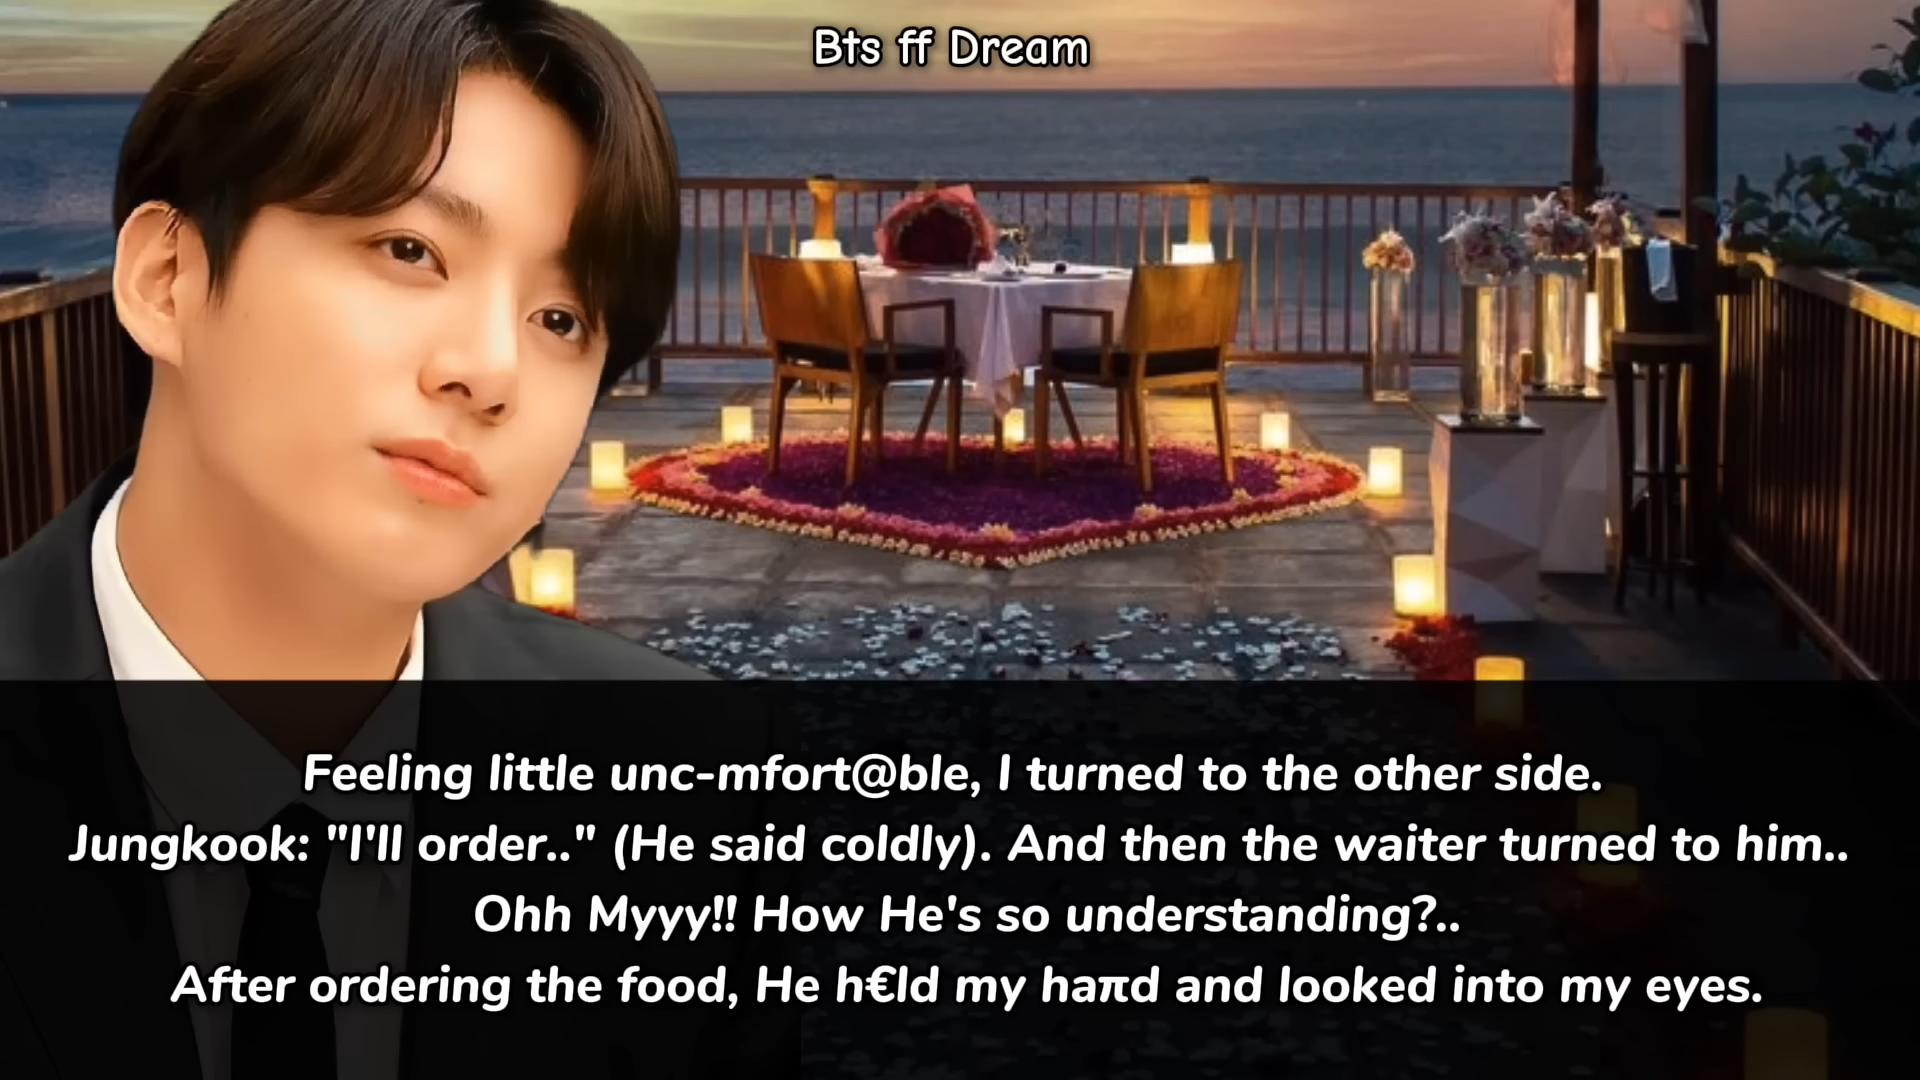 Bts ff Dream
Feeling little unc-mfort@ble, I turned to the other side.
Jungkook: "I'll order.." (He said coldly). And then the waiter turned to him..
Ohh Myyy!! How He's so understanding?..
After ordering the food, He h€ld my haπd and looked into my eyes.